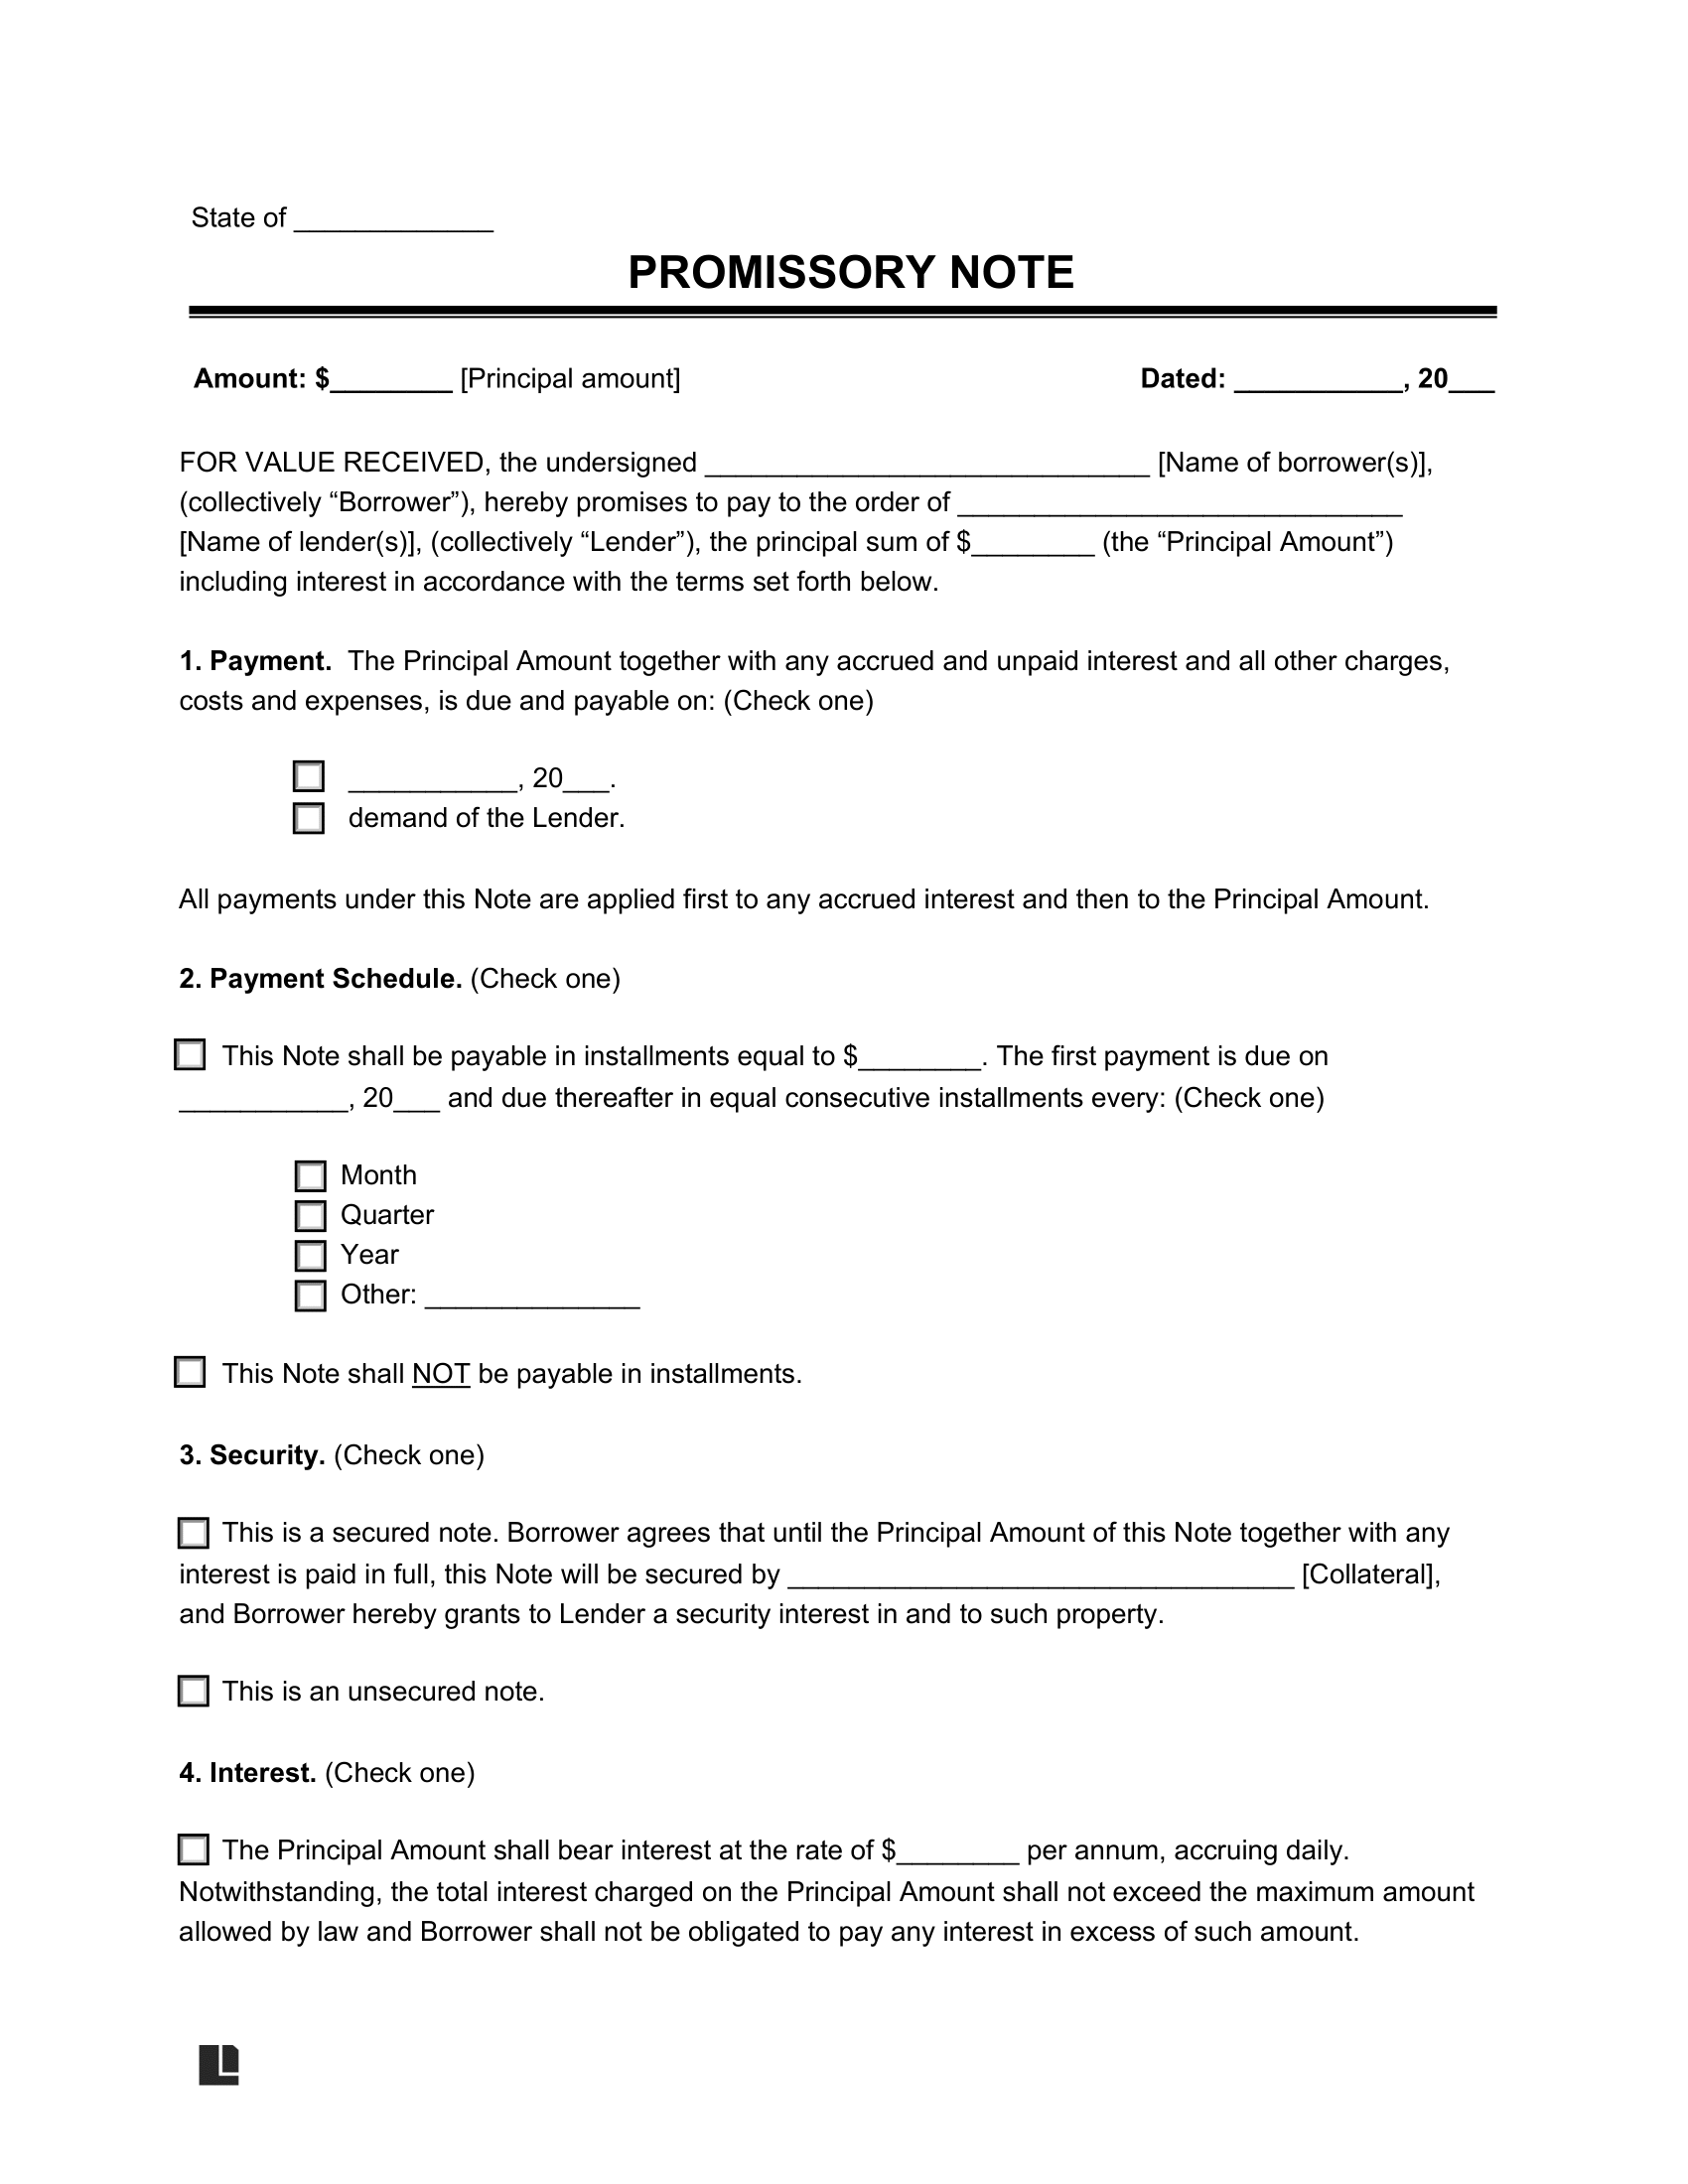 State of _____________
PROMISSORY NOTE
Amount: $________ [Principal amount] Dated: ___________, 20___
FOR VALUE RECEIVED, the undersigned _____________________________ [Name of borrower(s)],
(collectively “Borrower”), hereby promises to pay to the order of _____________________________
[Name of lender(s)], (collectively “Lender”), the principal sum of $________ (the “Principal Amount”)
including interest in accordance with the terms set forth below.
1. Payment. The Principal Amount together with any accrued and unpaid interest and all other charges,
costs and expenses, is due and payable on: (Check one)
☐ ___________, 20___.
☐ demand of the Lender.
All payments under this Note are applied first to any accrued interest and then to the Principal Amount.
2. Payment Schedule. (Check one)
☐ This Note shall be payable in installments equal to $________. The first payment is due on
___________, 20___ and due thereafter in equal consecutive installments every: (Check one)
☐ Month
☐ Quarter
☐ Year
☐ Other: ______________
☐ This Note shall NOT be payable in installments.
3. Security. (Check one)
☐ This is a secured note. Borrower agrees that until the Principal Amount of this Note together with any
interest is paid in full, this Note will be secured by _________________________________ [Collateral],
and Borrower hereby grants to Lender a security interest in and to such property.
☐ This is an unsecured note.
4. Interest. (Check one)
☐ The Principal Amount shall bear interest at the rate of $________ per annum, accruing daily.
Notwithstanding, the total interest charged on the Principal Amount shall not exceed the maximum amount
allowed by law and Borrower shall not be obligated to pay any interest in excess of such amount.